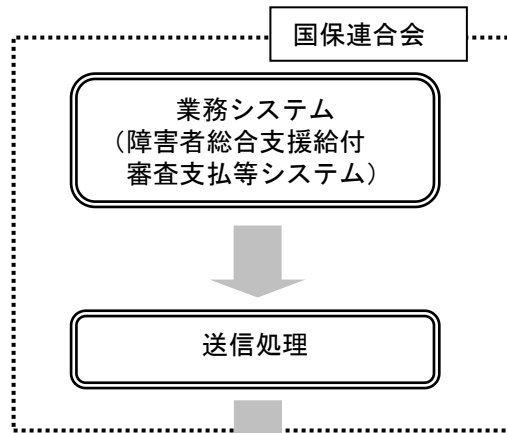 国保連合会
業務システム
（障害者総合支援給付
審査支払等システム）
送信処理